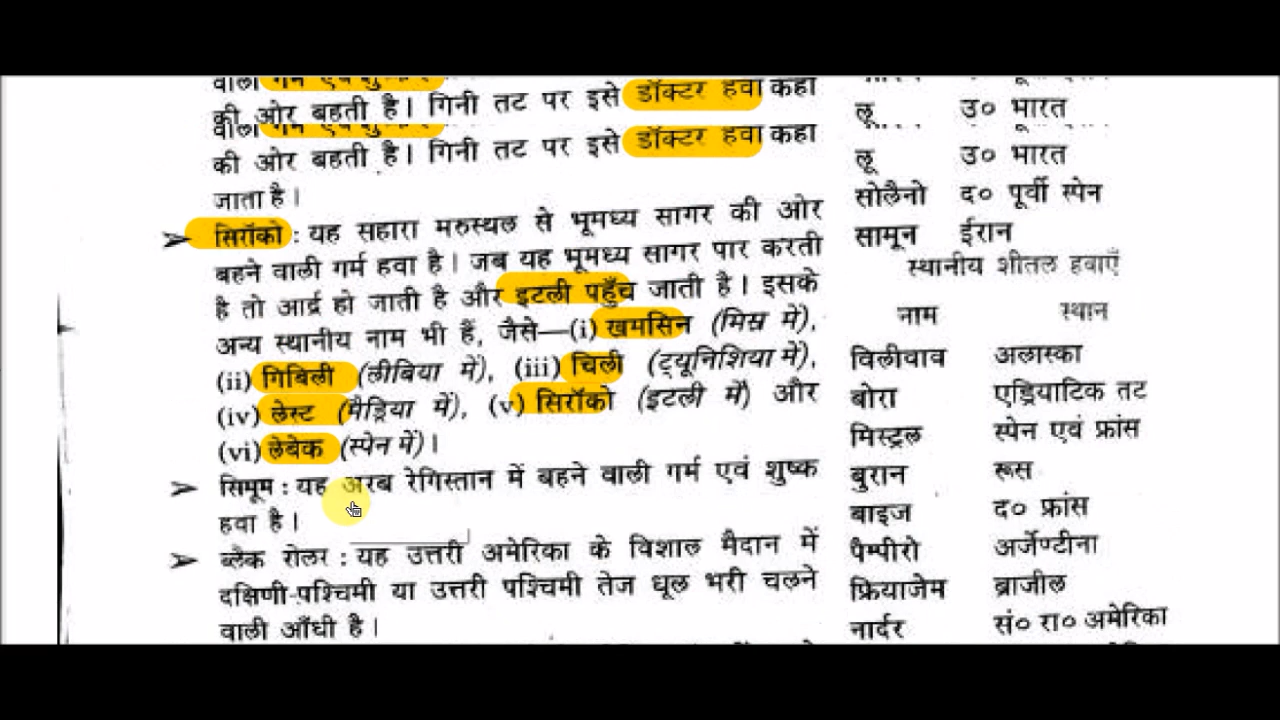 वाली गर्म एवं शुष्क
की ओर बहती है। गिनी तट पर इसे डॉक्टर हवा कहा
वाली गर्म एवं शुष्क
की ओर बहती है। गिनी तट पर इसे डॉक्टर हवा कहा
जाता है।
➢ सिरॉको : यह सहारा मरुस्थल से भूमध्य सागर की ओर
बहने वाली गर्म हवा है। जब यह भूमध्य सागर पार करती
है तो आर्द्र हो जाती है और इटली पहुँच जाती है। इसके
अन्य स्थानीय नाम भी हैं, जैसे—(i) खमसिन (मिस्र में),
(ii) गिबिली (लीबिया में), (iii) चिली (ट्यूनिशिया में),
(iv) लेस्ट (मैड्रिया में), (v) सिरॉको (इटली में) और
(vi) लेबेक (स्पेन में)।
➢ सिमूम : यह अरब रेगिस्तान में बहने वाली गर्म एवं शुष्क
हवा है।
➢ ब्लैक रोलर : यह उत्तरी अमेरिका के विशाल मैदान में
दक्षिणी-पश्चिमी या उत्तरी पश्चिमी तेज धूल भरी चलने
वाली आँधी है।
लू उ० भारत
लू उ० भारत
सोलैनो द० पूर्वी स्पेन
सामून ईरान
स्थानीय शीतल हवाएँ
नाम स्थान
विलीवाव अलास्का
बोरा एड्रियाटिक तट
मिस्ट्रल स्पेन एवं फ्रांस
बुरान रूस
बाइज द० फ्रांस
पैम्पीरो अर्जेण्टीना
फ्रियाजेम ब्राजील
नार्दर सं० रा० अमेरिका